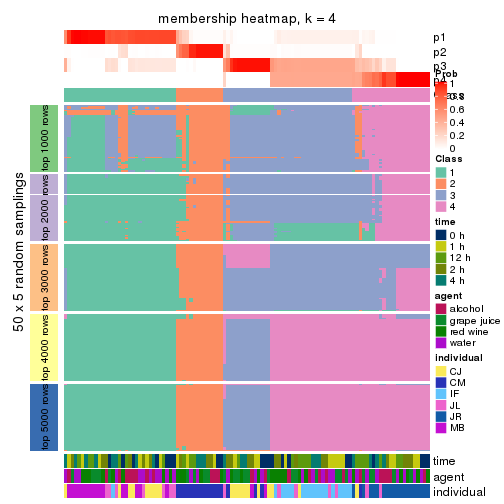 membership heatmap, k = 4
p1
p2
p3
p4
Prob
1
0.8
0.6
0.4
0.2
0
Class
1
2
3
4
time
0 h
1 h
12 h
2 h
4 h
agent
alcohol
grape juice
red wine
water
individual
CJ
CM
IF
JL
JR
MB
50 x 5 random samplings
top 1000 rows
top 2000 rows
top 3000 rows
top 4000 rows
top 5000 rows
time
agent
individual